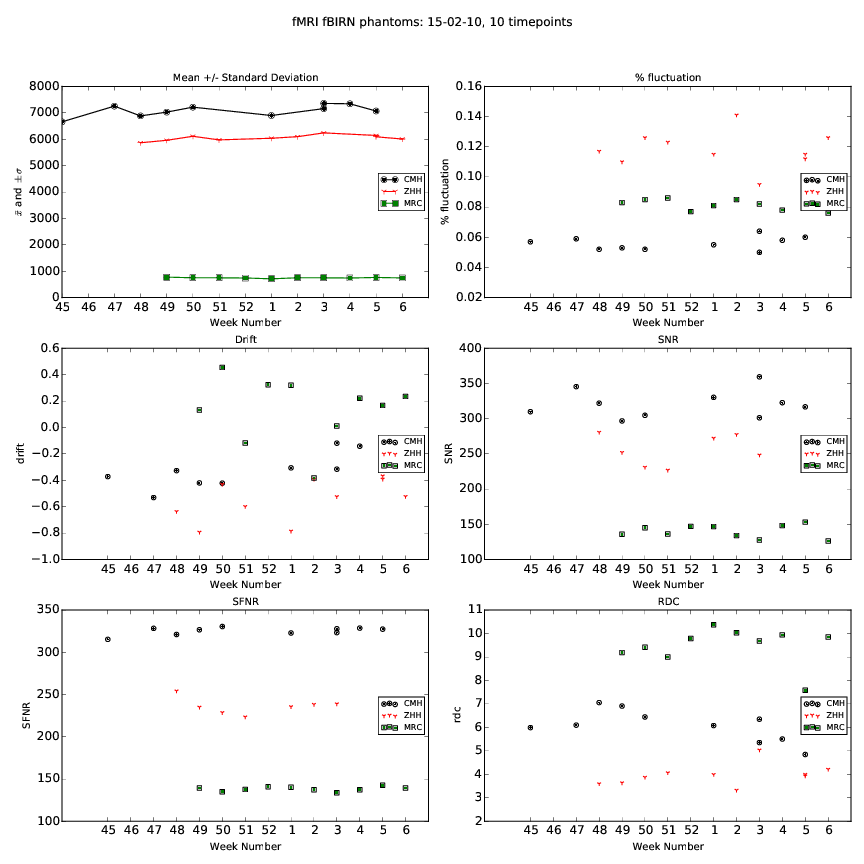 fMRI fBIRN phantoms: 15-02-10, 10 timepoints
Mean +/- Standard Deviation
8000
7000
6000
5000
4000
3000
2000
1000
0
x̄ and ±σ
CMH
ZHH
MRC
45 46 47 48 49 50 51 52 1 2 3 4 5 6
Week Number
% fluctuation
0.16
0.14
0.12
0.10
0.08
0.06
0.04
0.02
% fluctuation
CMH
ZHH
MRC
45 46 47 48 49 50 51 52 1 2 3 4 5 6
Week Number
Drift
0.6
0.4
0.2
0.0
−0.2
−0.4
−0.6
−0.8
−1.0
drift
CMH
ZHH
MRC
45 46 47 48 49 50 51 52 1 2 3 4 5 6
Week Number
SNR
400
350
300
250
200
150
100
SNR
CMH
ZHH
MRC
45 46 47 48 49 50 51 52 1 2 3 4 5 6
Week Number
SFNR
350
300
250
200
150
100
SFNR
CMH
ZHH
MRC
45 46 47 48 49 50 51 52 1 2 3 4 5 6
Week Number
RDC
11
10
9
8
7
6
5
4
3
2
rdc
CMH
ZHH
MRC
45 46 47 48 49 50 51 52 1 2 3 4 5 6
Week Number